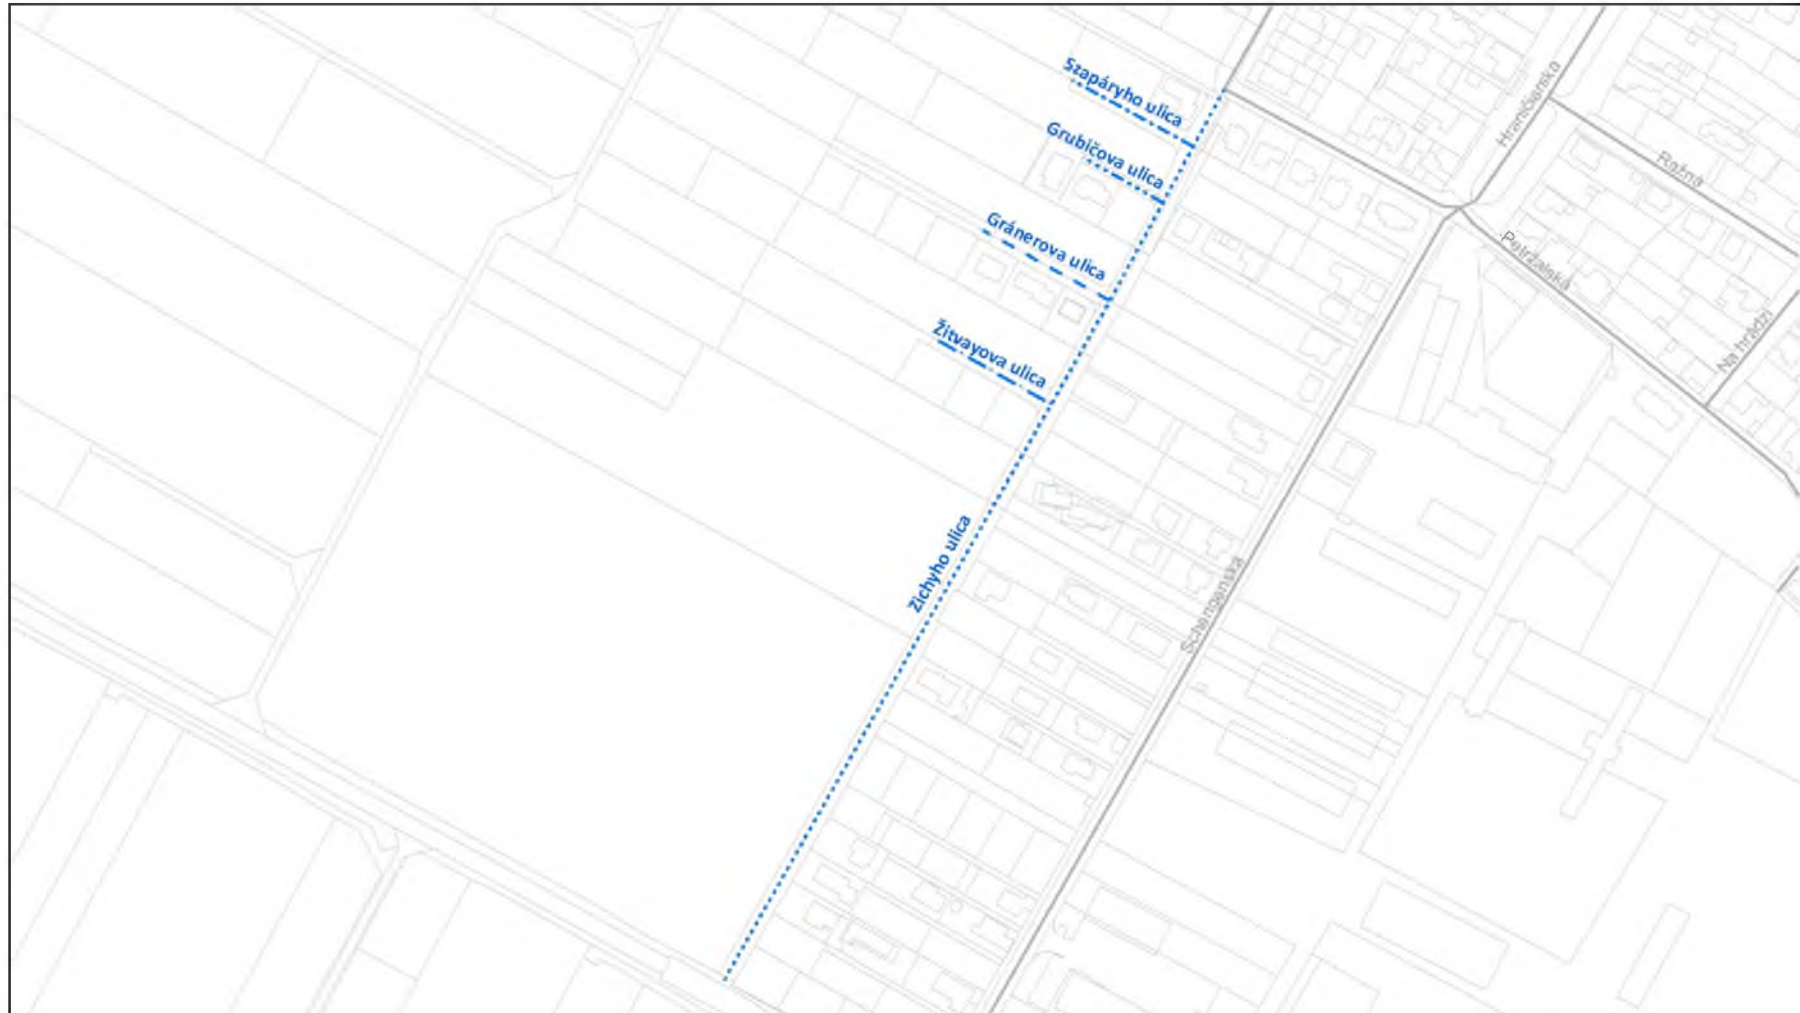 Szapáryho ulica
Grubičova ulica
Gránerova ulica
Žitvayova ulica
Zichyho ulica
Hraničiarska
Ražná
Petržalská
Na hrádzi
Schengenská